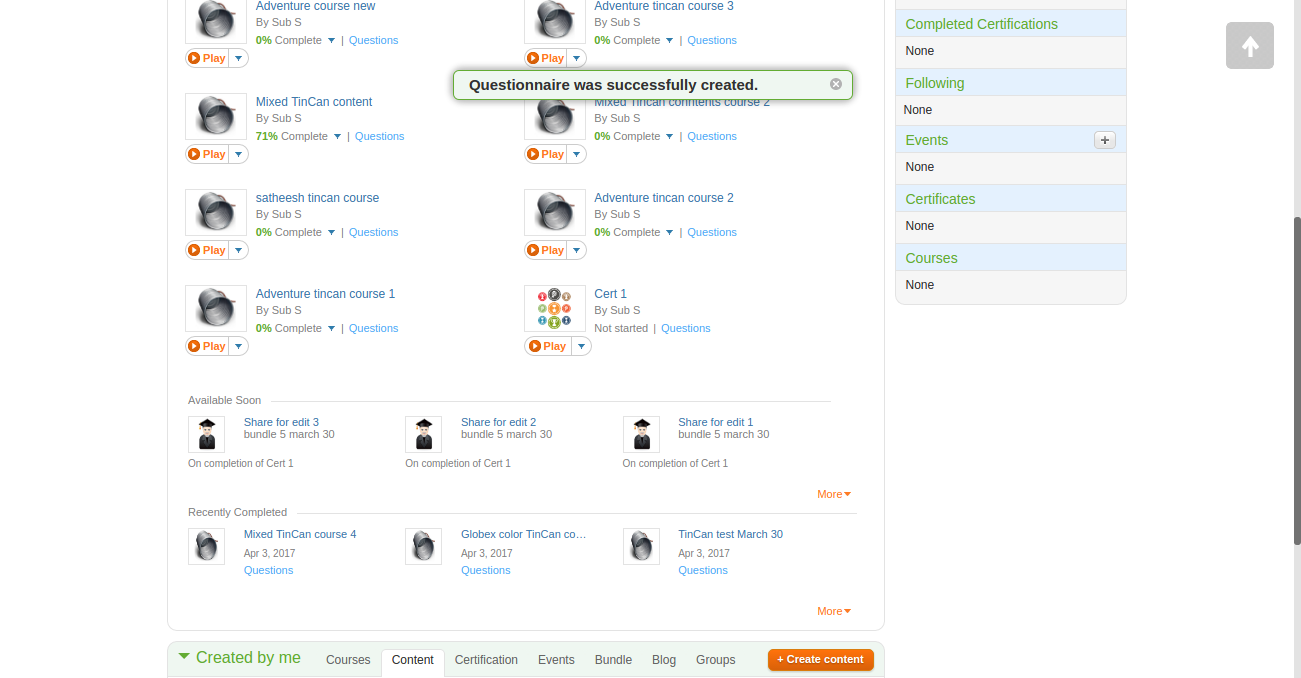 Adventure course new
By Sub S
0% Complete | Questions
Play
Adventure tincan course 3
By Sub S
0% Complete | Questions
Play
Questionnaire was successfully created.
Mixed TinCan content
By Sub S
71% Complete | Questions
Play
Mixed Tincan conntents course 2
By Sub S
0% Complete | Questions
Play
satheesh tincan course
By Sub S
0% Complete | Questions
Play
Adventure tincan course 2
By Sub S
0% Complete | Questions
Play
Adventure tincan course 1
By Sub S
0% Complete | Questions
Play
Cert 1
By Sub S
Not started | Questions
Play
Available Soon
Share for edit 3
bundle 5 march 30
On completion of Cert 1
Share for edit 2
bundle 5 march 30
On completion of Cert 1
Share for edit 1
bundle 5 march 30
On completion of Cert 1
More
Recently Completed
Mixed TinCan course 4
Apr 3, 2017
Questions
Globex color TinCan co…
Apr 3, 2017
Questions
TinCan test March 30
Apr 3, 2017
Questions
More
Created by me
Courses
Content
Certification
Events
Bundle
Blog
Groups
+ Create content
Completed Certifications
None
Following
None
Events
+
None
Certificates
None
Courses
None